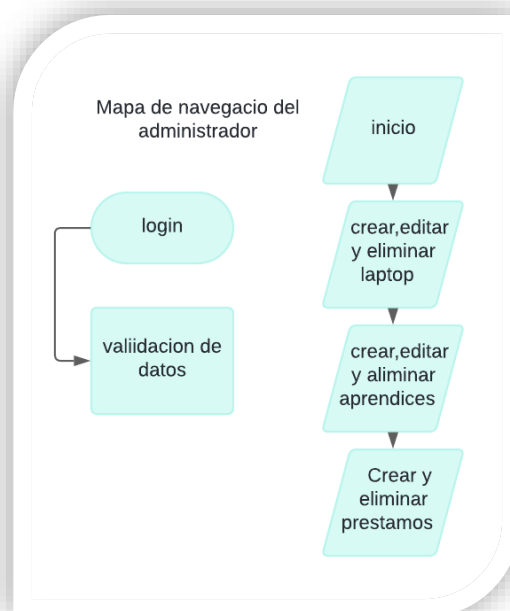 Mapa de navegacio del
administrador
login
valiidacion de
datos
inicio
crear,editar
y eliminar
laptop
crear,editar
y aliminar
aprendices
Crear y
eliminar
prestamos